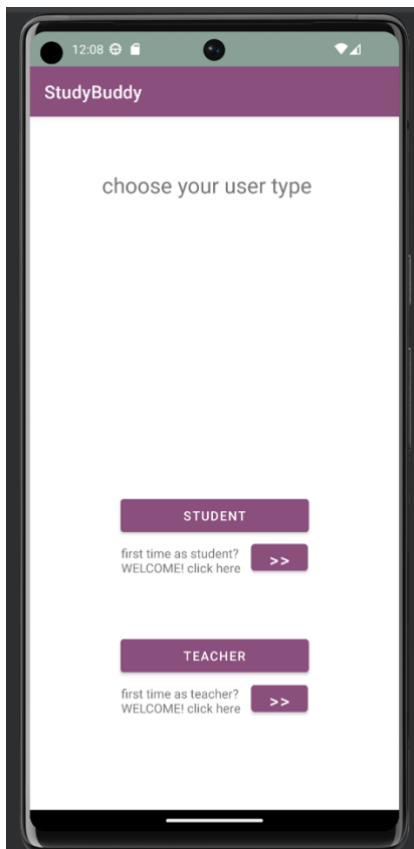 12:08
StudyBuddy
choose your user type
STUDENT
first time as student?
WELCOME! click here
>>
TEACHER
first time as teacher?
WELCOME! click here
>>